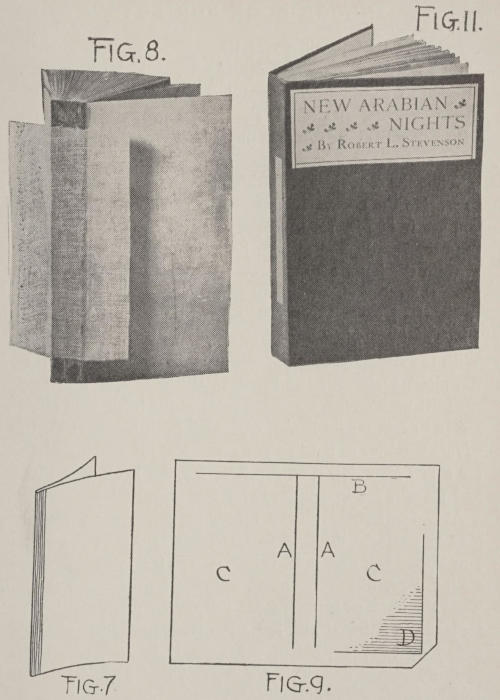 FIG. 8.
FIG. 11.
NEW ARABIAN
NIGHTS
BY ROBERT L. STEVENSON
B
A A
C C
D
FIG. 7
FIG. 9.